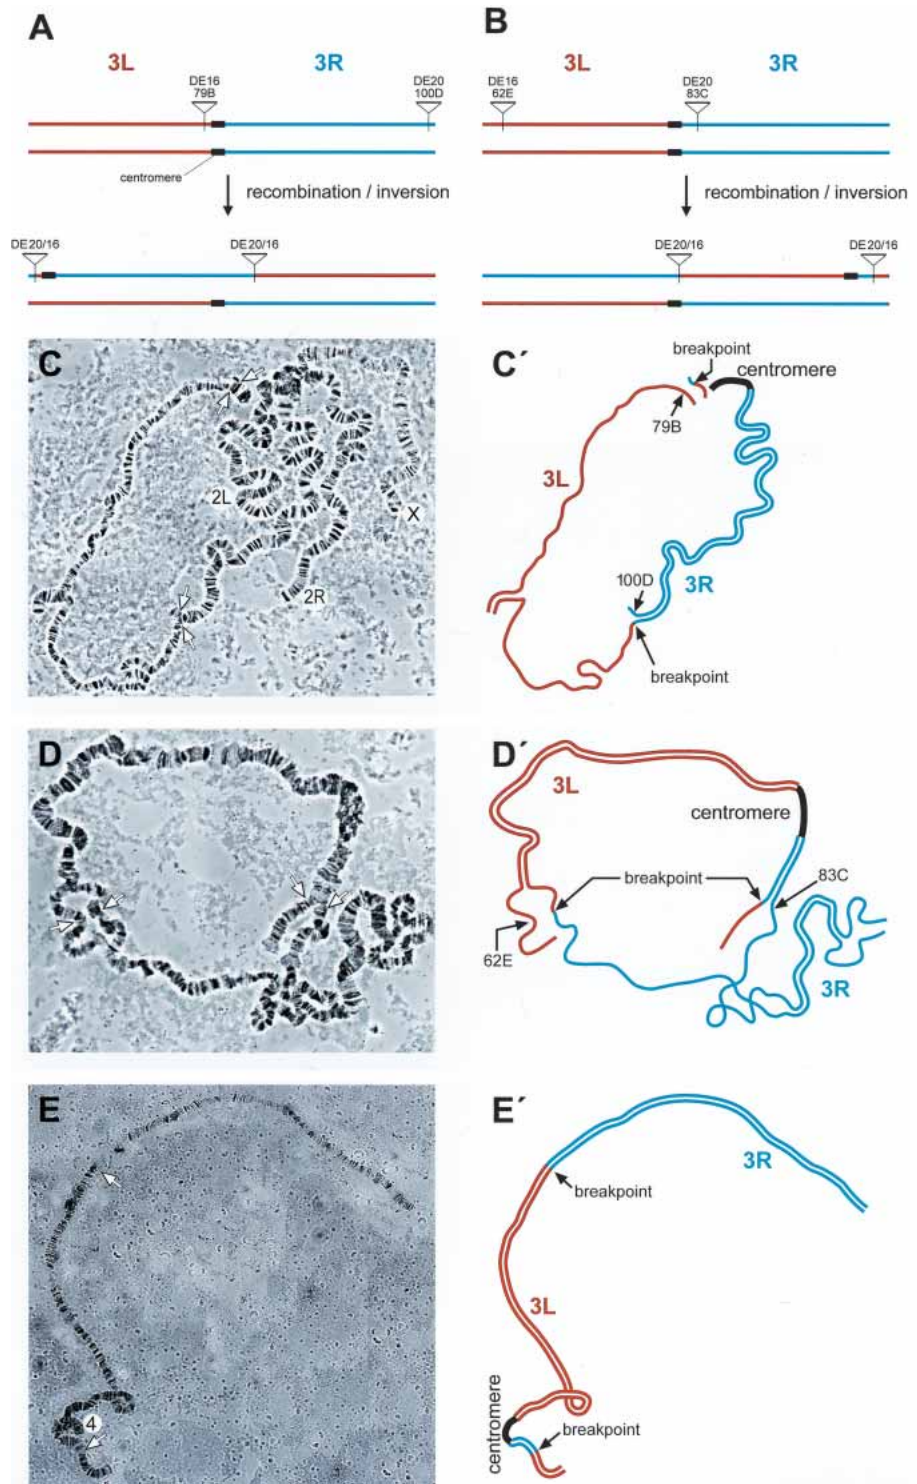 A
3L
3R
DE16
79B
DE20
100D
centromere
recombination / inversion
DE20/16
DE20/16
B
3L
3R
DE16
62E
DE20
83C
recombination / inversion
DE20/16
DE20/16
C
2L
X
2R
C´
breakpoint
centromere
79B
3L
100D
3R
breakpoint
D
D´
3L
centromere
breakpoint
83C
62E
3R
E
4
E´
3R
breakpoint
3L
centromere
breakpoint